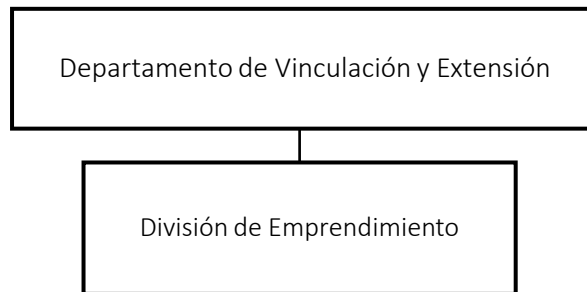 Departamento de Vinculación y Extensión
División de Emprendimiento